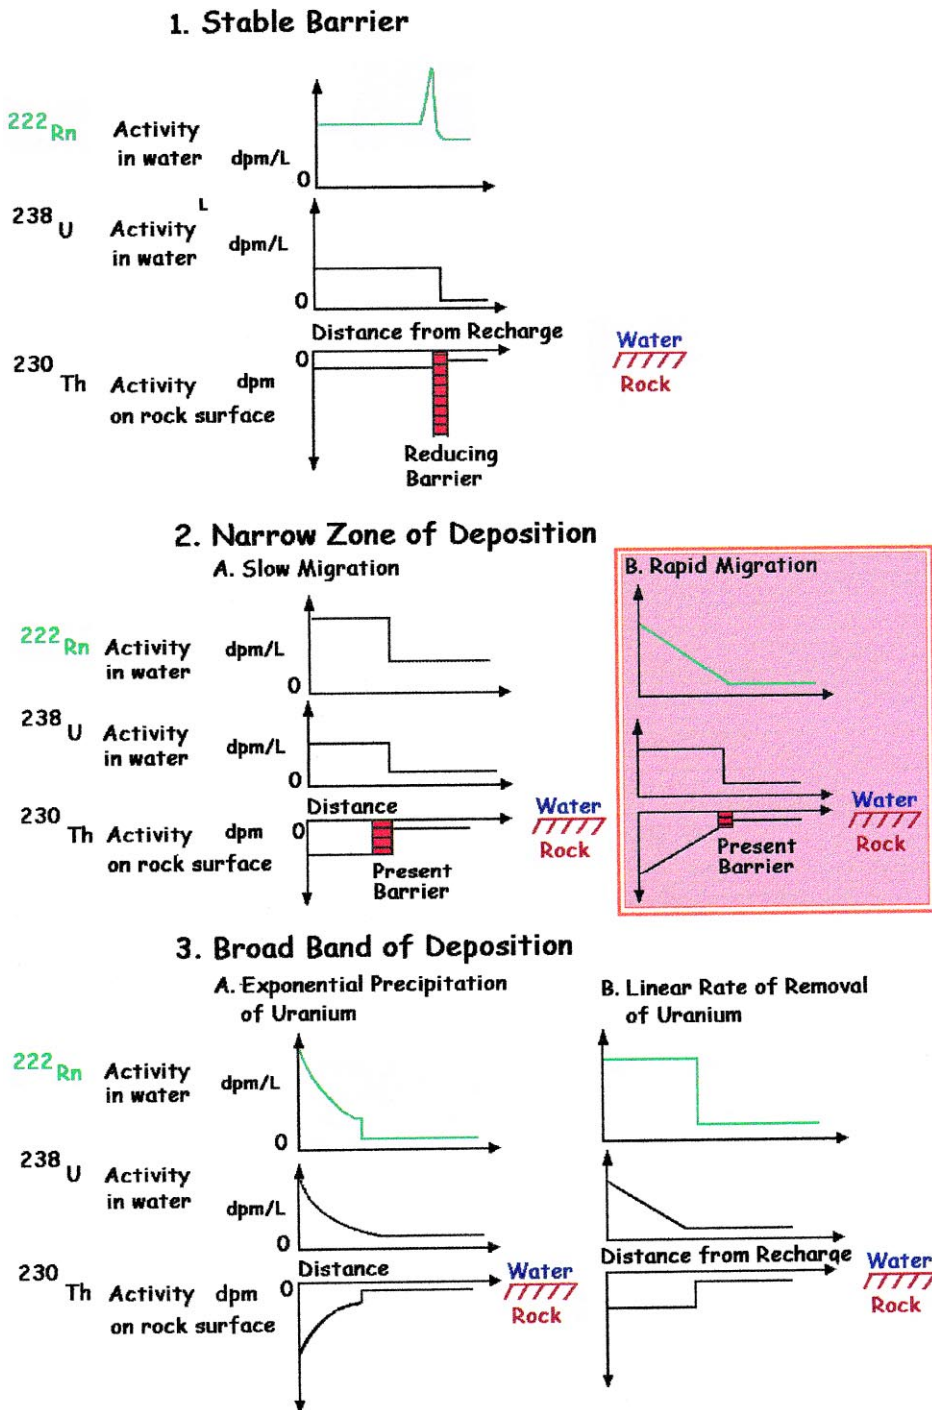 1. Stable Barrier
222Rn Activity in water dpm/L
0
L
238U Activity in water dpm/L
0
Distance from Recharge
230Th Activity on rock surface dpm
0
Water
Rock
Reducing
Barrier
2. Narrow Zone of Deposition
A. Slow Migration
222Rn Activity in water dpm/L
0
238U Activity in water dpm/L
0
Distance
230Th Activity on rock surface dpm
0
Present
Barrier
Water
Rock
B. Rapid Migration
Present
Barrier
Water
Rock
3. Broad Band of Deposition
A. Exponential Precipitation
of Uranium
222Rn Activity in water dpm/L
0
238U Activity in water dpm/L
0
Distance
230Th Activity on rock surface dpm
0
Water
Rock
B. Linear Rate of Removal
of Uranium
Distance from Recharge
Water
Rock